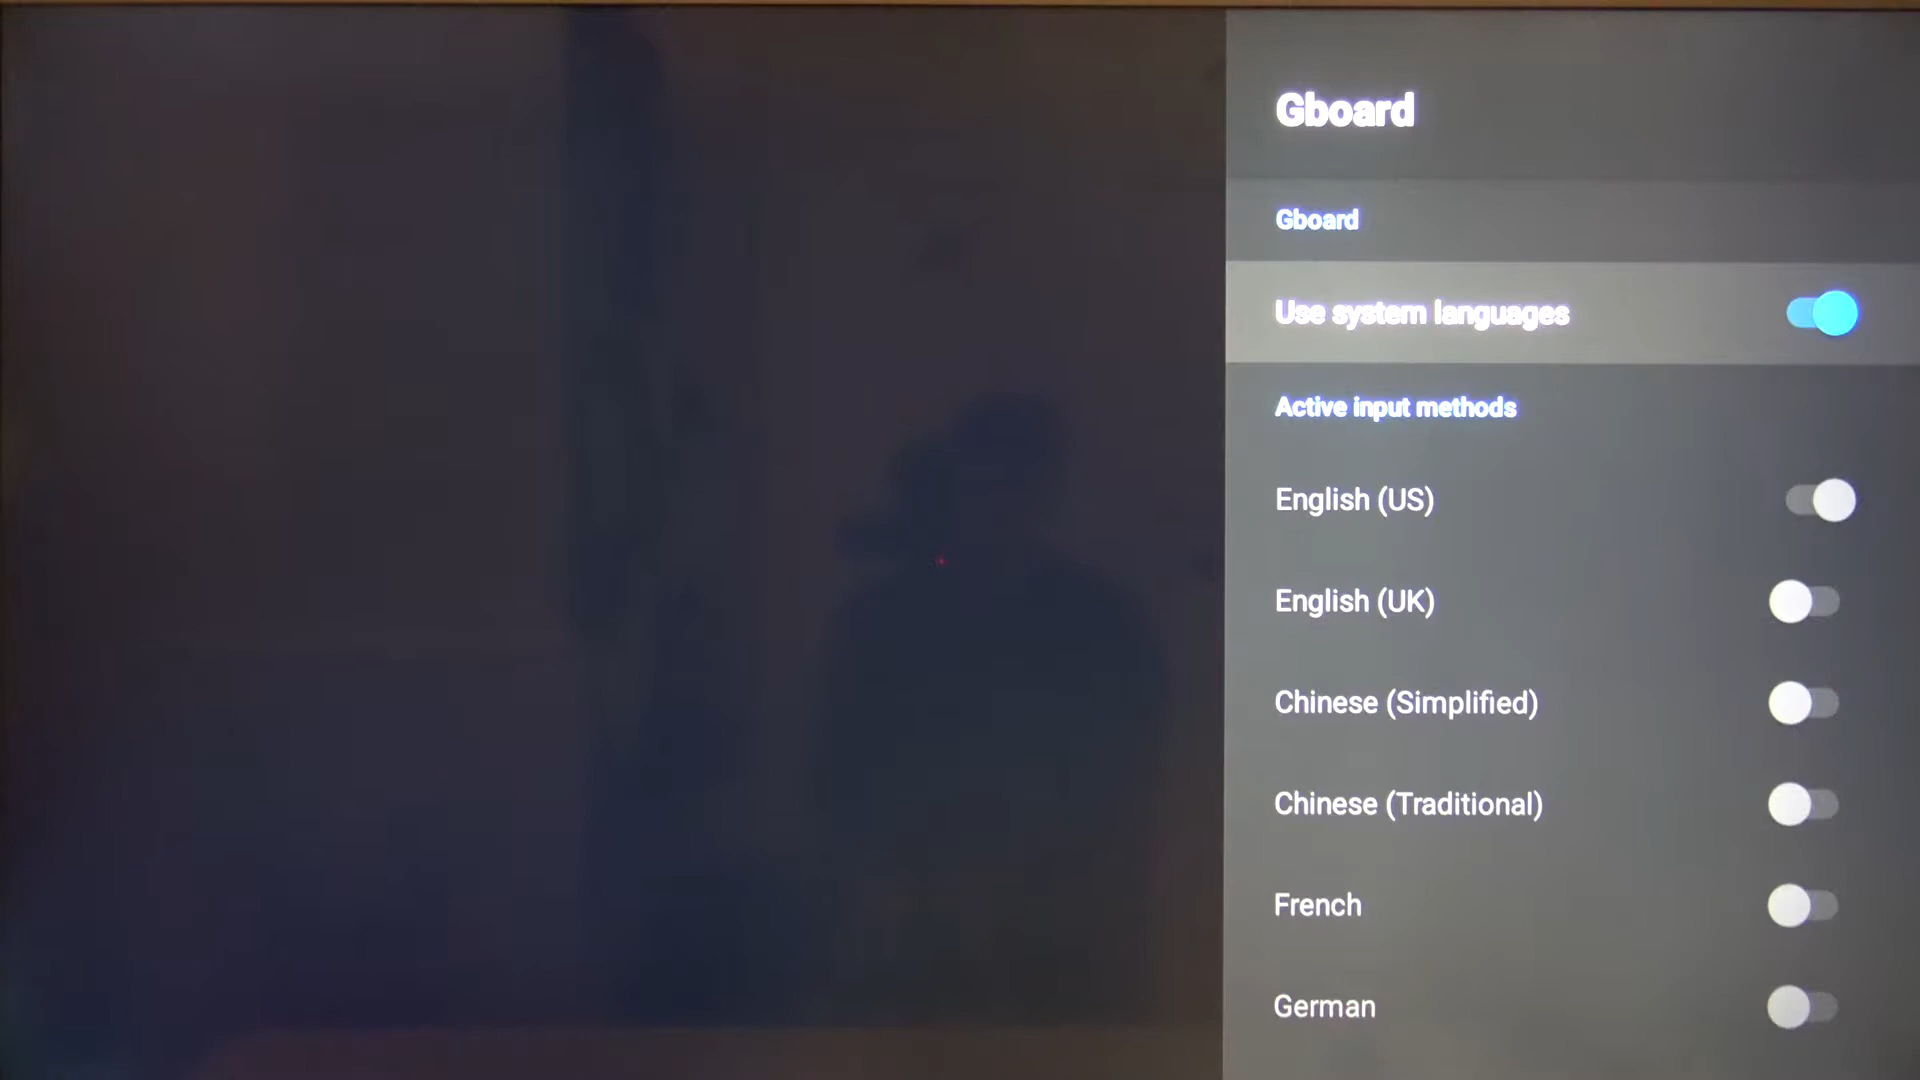 Gboard
Gboard
Use system languages
Active input methods
English (US)
English (UK)
Chinese (Simplified)
Chinese (Traditional)
French
German